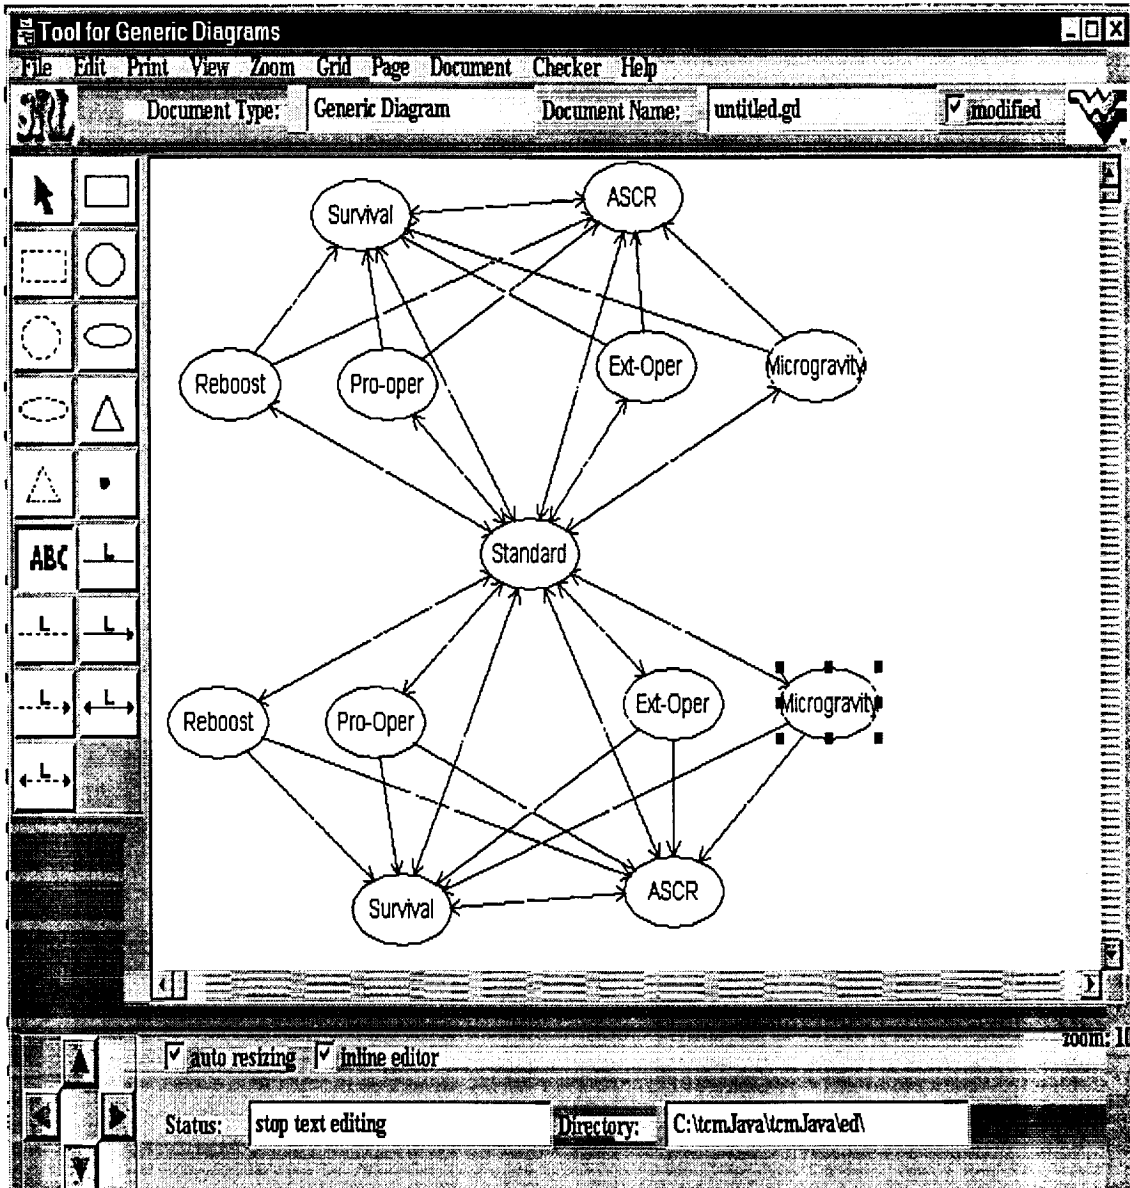 Tool for Generic Diagrams
File Edit Print View Zoom Grid Page Document Checker Help
Document Type: Generic Diagram Document Name: untitled.gd modified
Survival ASCR
Reboost Pro-oper Ext-Oper Microgravity
Standard
Reboost Pro-Oper Ext-Oper Microgravity
Survival ASCR
ABC L
L L
L L
L
zoom: 10
auto resizing inline editor
Status: stop text editing Directory: C:\tcmJava\tcmJava\ed\